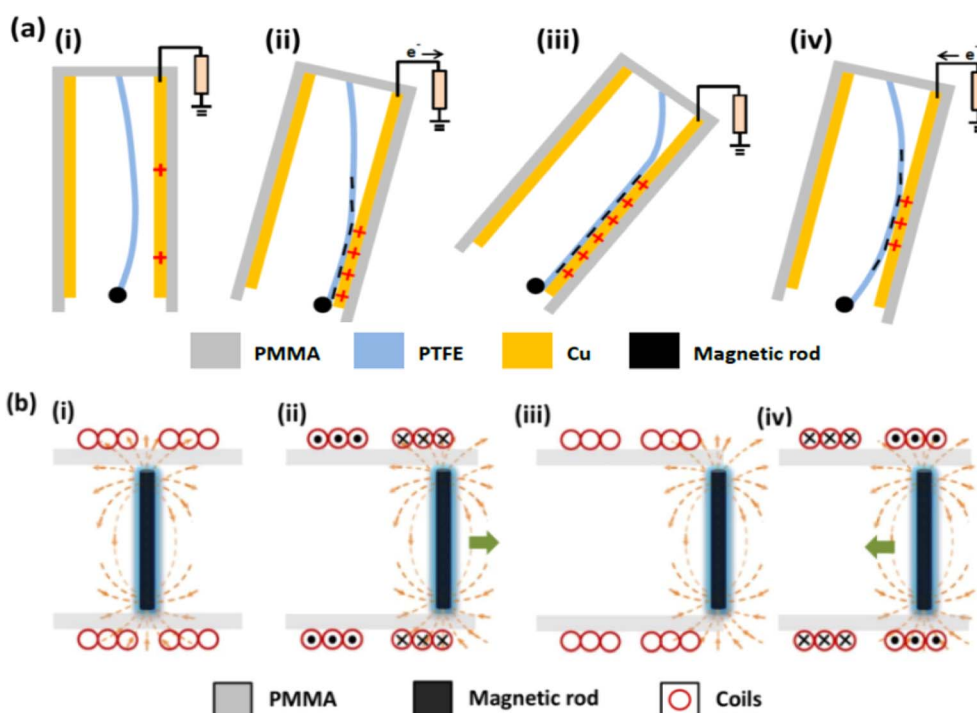 (a) (i) (ii) (iii) (iv)
e⁻ e⁻
PMMA PTFE Cu Magnetic rod
(b) (i) (ii) (iii) (iv)
PMMA Magnetic rod Coils